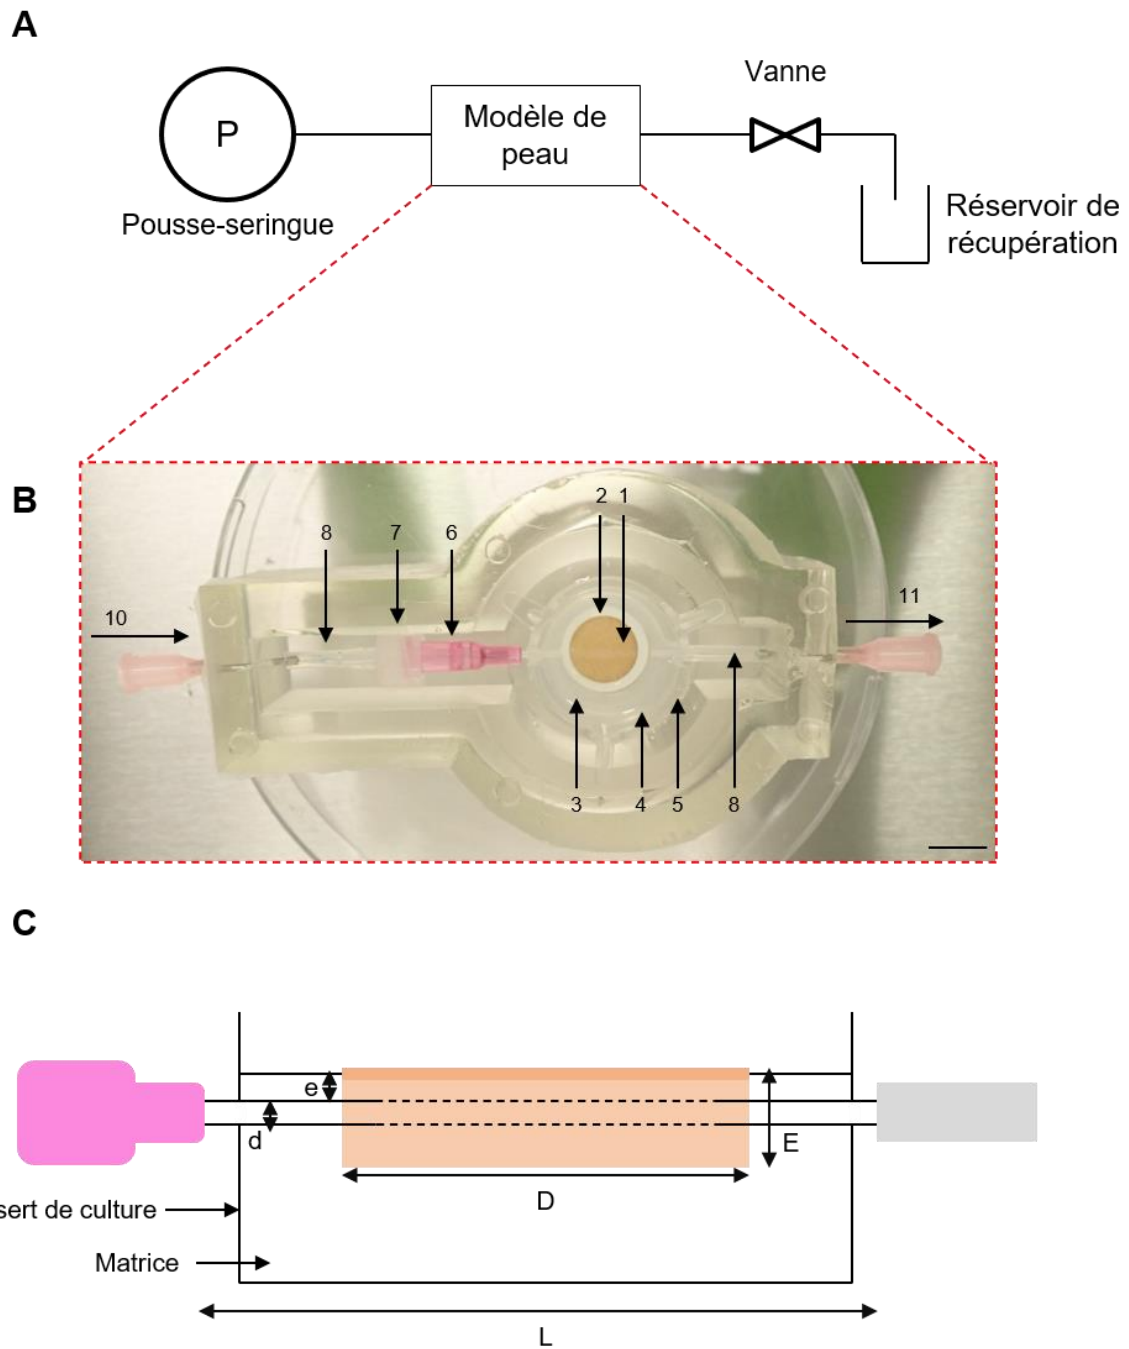 A
Vanne
P
Modèle de
peau
Pousse-seringue
Réservoir de
récupération
B
2 1
8 7 6
10
11
3 4 5 8
C
e
d
E
D
sert de culture
Matrice
L